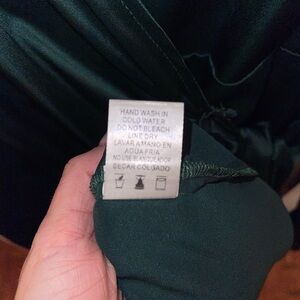 HAND WASH IN
COLD WATER
DO NOT BLEACH
LINE DRY
LAVAR A MANO EN
AGUA FRIA
NO USE BLANQUEADOR
SECAR COLGADO